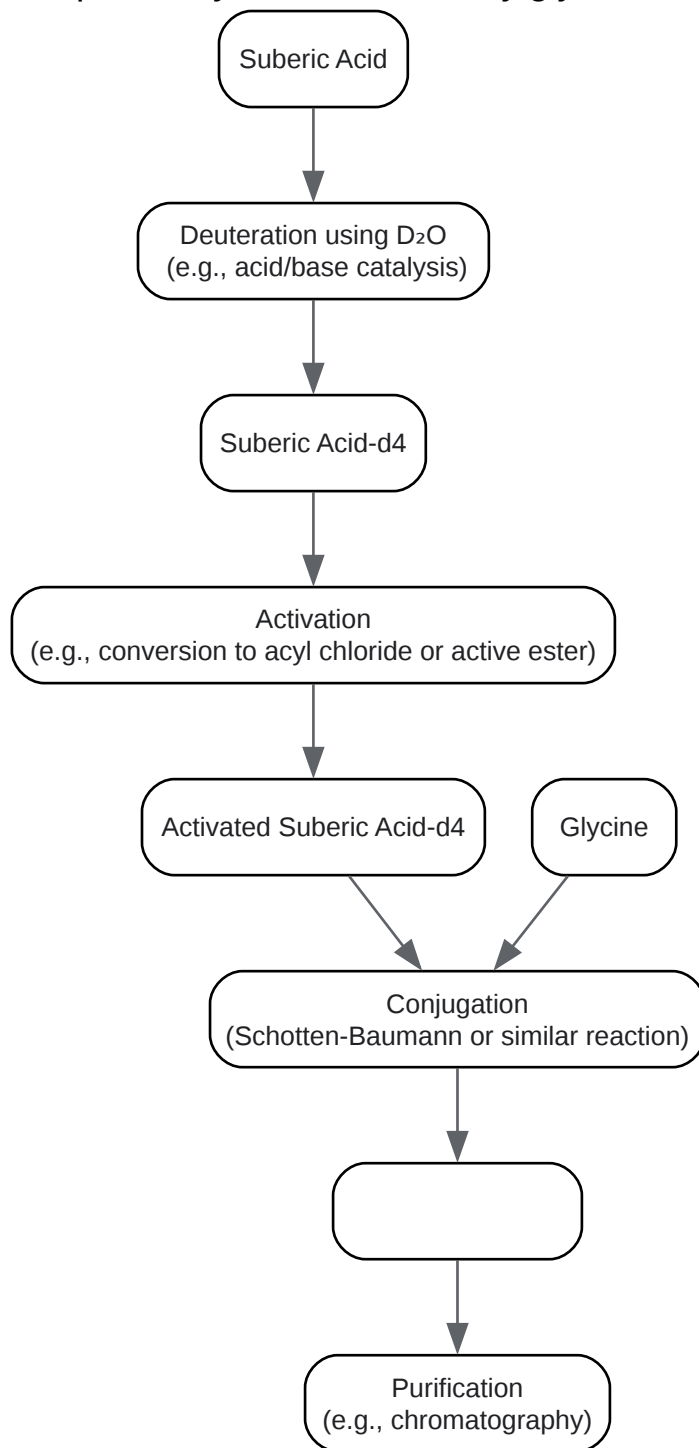 Suberic Acid
Deuteration using D₂O
(e.g., acid/base catalysis)
Suberic Acid-d4
Activation
(e.g., conversion to acyl chloride or active ester)
Activated Suberic Acid-d4
Glycine
Conjugation
(Schotten-Baumann or similar reaction)
Purification
(e.g., chromatography)